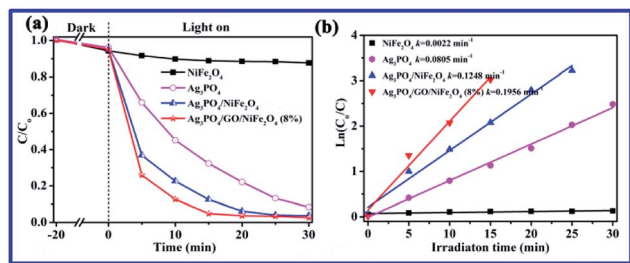 (a)
Dark
Light on
NiFe₂O₄
Ag₃PO₄
Ag₃PO₄/NiFe₂O₄
Ag₃PO₄/GO/NiFe₂O₄ (8%)
C/Cₒ
1.0
0.8
0.6
0.4
0.2
0.0
-20
0
10
20
30
Time (min)
(b)
NiFe₂O₄ k=0.0022 min⁻¹
Ag₃PO₄ k=0.0805 min⁻¹
Ag₃PO₄/NiFe₂O₄ k=0.1248 min⁻¹
Ag₃PO₄/GO/NiFe₂O₄ (8%) k=0.1956 min⁻¹
Ln(Cₒ/C)
4
3
2
1
0
0
5
10
15
20
25
30
Irradiaton time (min)